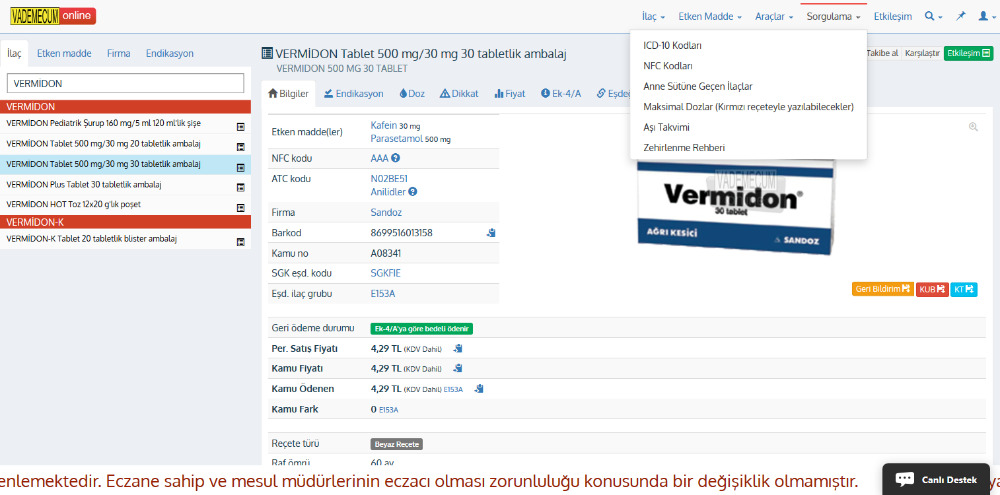 VADEMECUM online
İlaç Etken Madde Araçlar Sorgulama Etkileşim
ICD-10 Kodları
NFC Kodları
Anne Sütüne Geçen İlaçlar
Maksimal Dozlar (Kırmızı reçeteyle yazılabilecekler)
Aşı Takvimi
Zehirlenme Rehberi
İlaç Etken madde Firma Endikasyon
VERMİDON
VERMİDON
VERMİDON Pediatrik Şurup 160 mg/5 ml 120 ml'lik şişe
VERMİDON Tablet 500 mg/30 mg 20 tabletlik ambalaj
VERMİDON Tablet 500 mg/30 mg 30 tabletlik ambalaj
VERMİDON Plus Tablet 30 tabletlik ambalaj
VERMİDON HOT Toz 12x20 g'lık poşet
VERMİDON-K
VERMİDON-K Tablet 20 tabletlik blister ambalaj
VERMİDON Tablet 500 mg/30 mg 30 tabletlik ambalaj
VERMİDON 500 MG 30 TABLET
Takibe al Karşılaştır Etkileşim
Bilgiler Endikasyon Doz Dikkat Fiyat Ek-4/A Eşdeğ
Etken madde(ler) Kafein 30 mg
Parasetamol 500 mg
NFC kodu AAA
ATC kodu N02BE51
Anilidler
Firma Sandoz
Barkod 8699516013158
Kamu no A08341
SGK eşd. kodu SGKFIE
Eşd. ilaç grubu E153A
VADEMECUM
Vermidon®
30 tablet
AĞRI KESİCİ
SANDOZ
Geri Bildirim KUB KT
Geri ödeme durumu Ek-4/A'ya göre bedeli ödenir
Per. Satış Fiyatı 4,29 TL (KDV Dahil)
Kamu Fiyatı 4,29 TL (KDV Dahil)
Kamu Ödenen 4,29 TL (KDV Dahil) E153A
Kamu Fark 0 E153A
Reçete türü Beyaz Reçete
Raf ömrü 60 ay
enlemektedir. Eczane sahip ve mesul müdürlerinin eczacı olması zorunluluğu konusunda bir değişiklik olmamıştır.
Canlı Destek